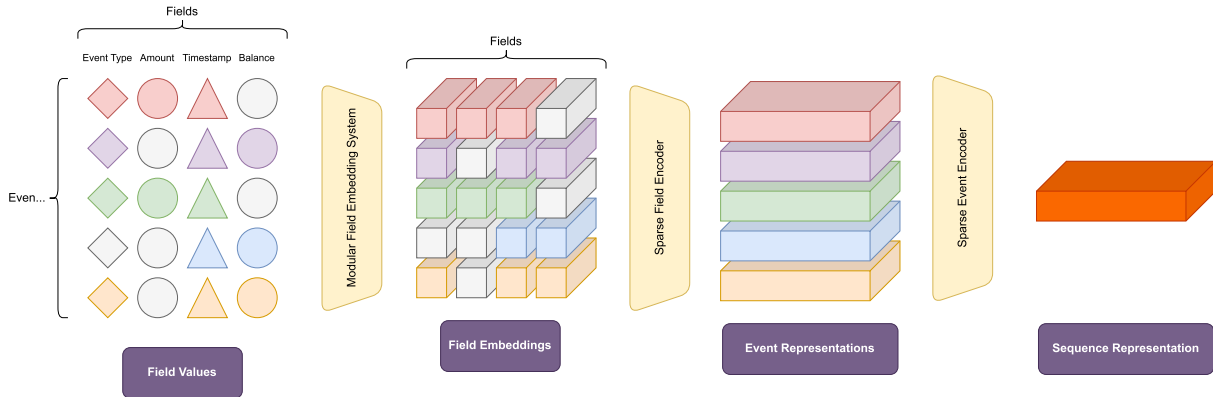 Fields
Event Type Amount Timestamp Balance
Even...
Modular Field Embedding System
Fields
Sparse Field Encoder
Sparse Event Encoder
Field Values
Field Embeddings
Event Representations
Sequence Representation